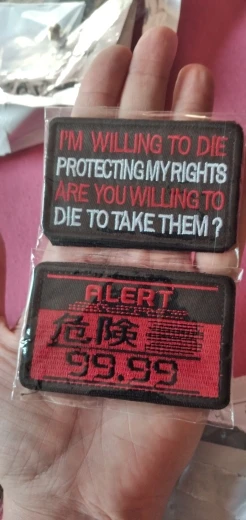 I'M WILLING TO DIE
PROTECTING MY RIGHTS
ARE YOU WILLING TO
DIE TO TAKE THEM?
ALERT
危険
99.99